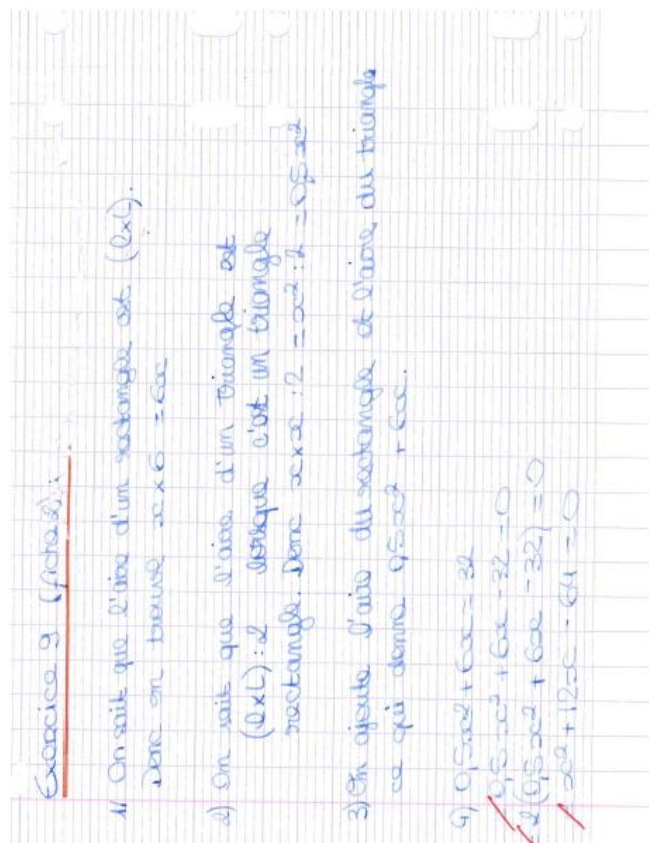 Exercice 9 (fiche 2) :
1/ On sait que l'aire d'un rectangle est (l×L).
Donc on trouve x × 6 = 6x
2) On sait que l'aire d'un triangle est
(l×L) : 2 lorsque c'est un triangle
rectangle. Donc x×x : 2 = x² : 2 = 0,5x²
3) On ajoute l'aire du rectangle et l'aire du triangle
ce qui donne 0,5x² + 6x.
4) 0,5x² + 6x = 32
0,5x² + 6x - 32 = 0
2(0,5x² + 6x - 32) = 0
x² + 12x - 64 = 0